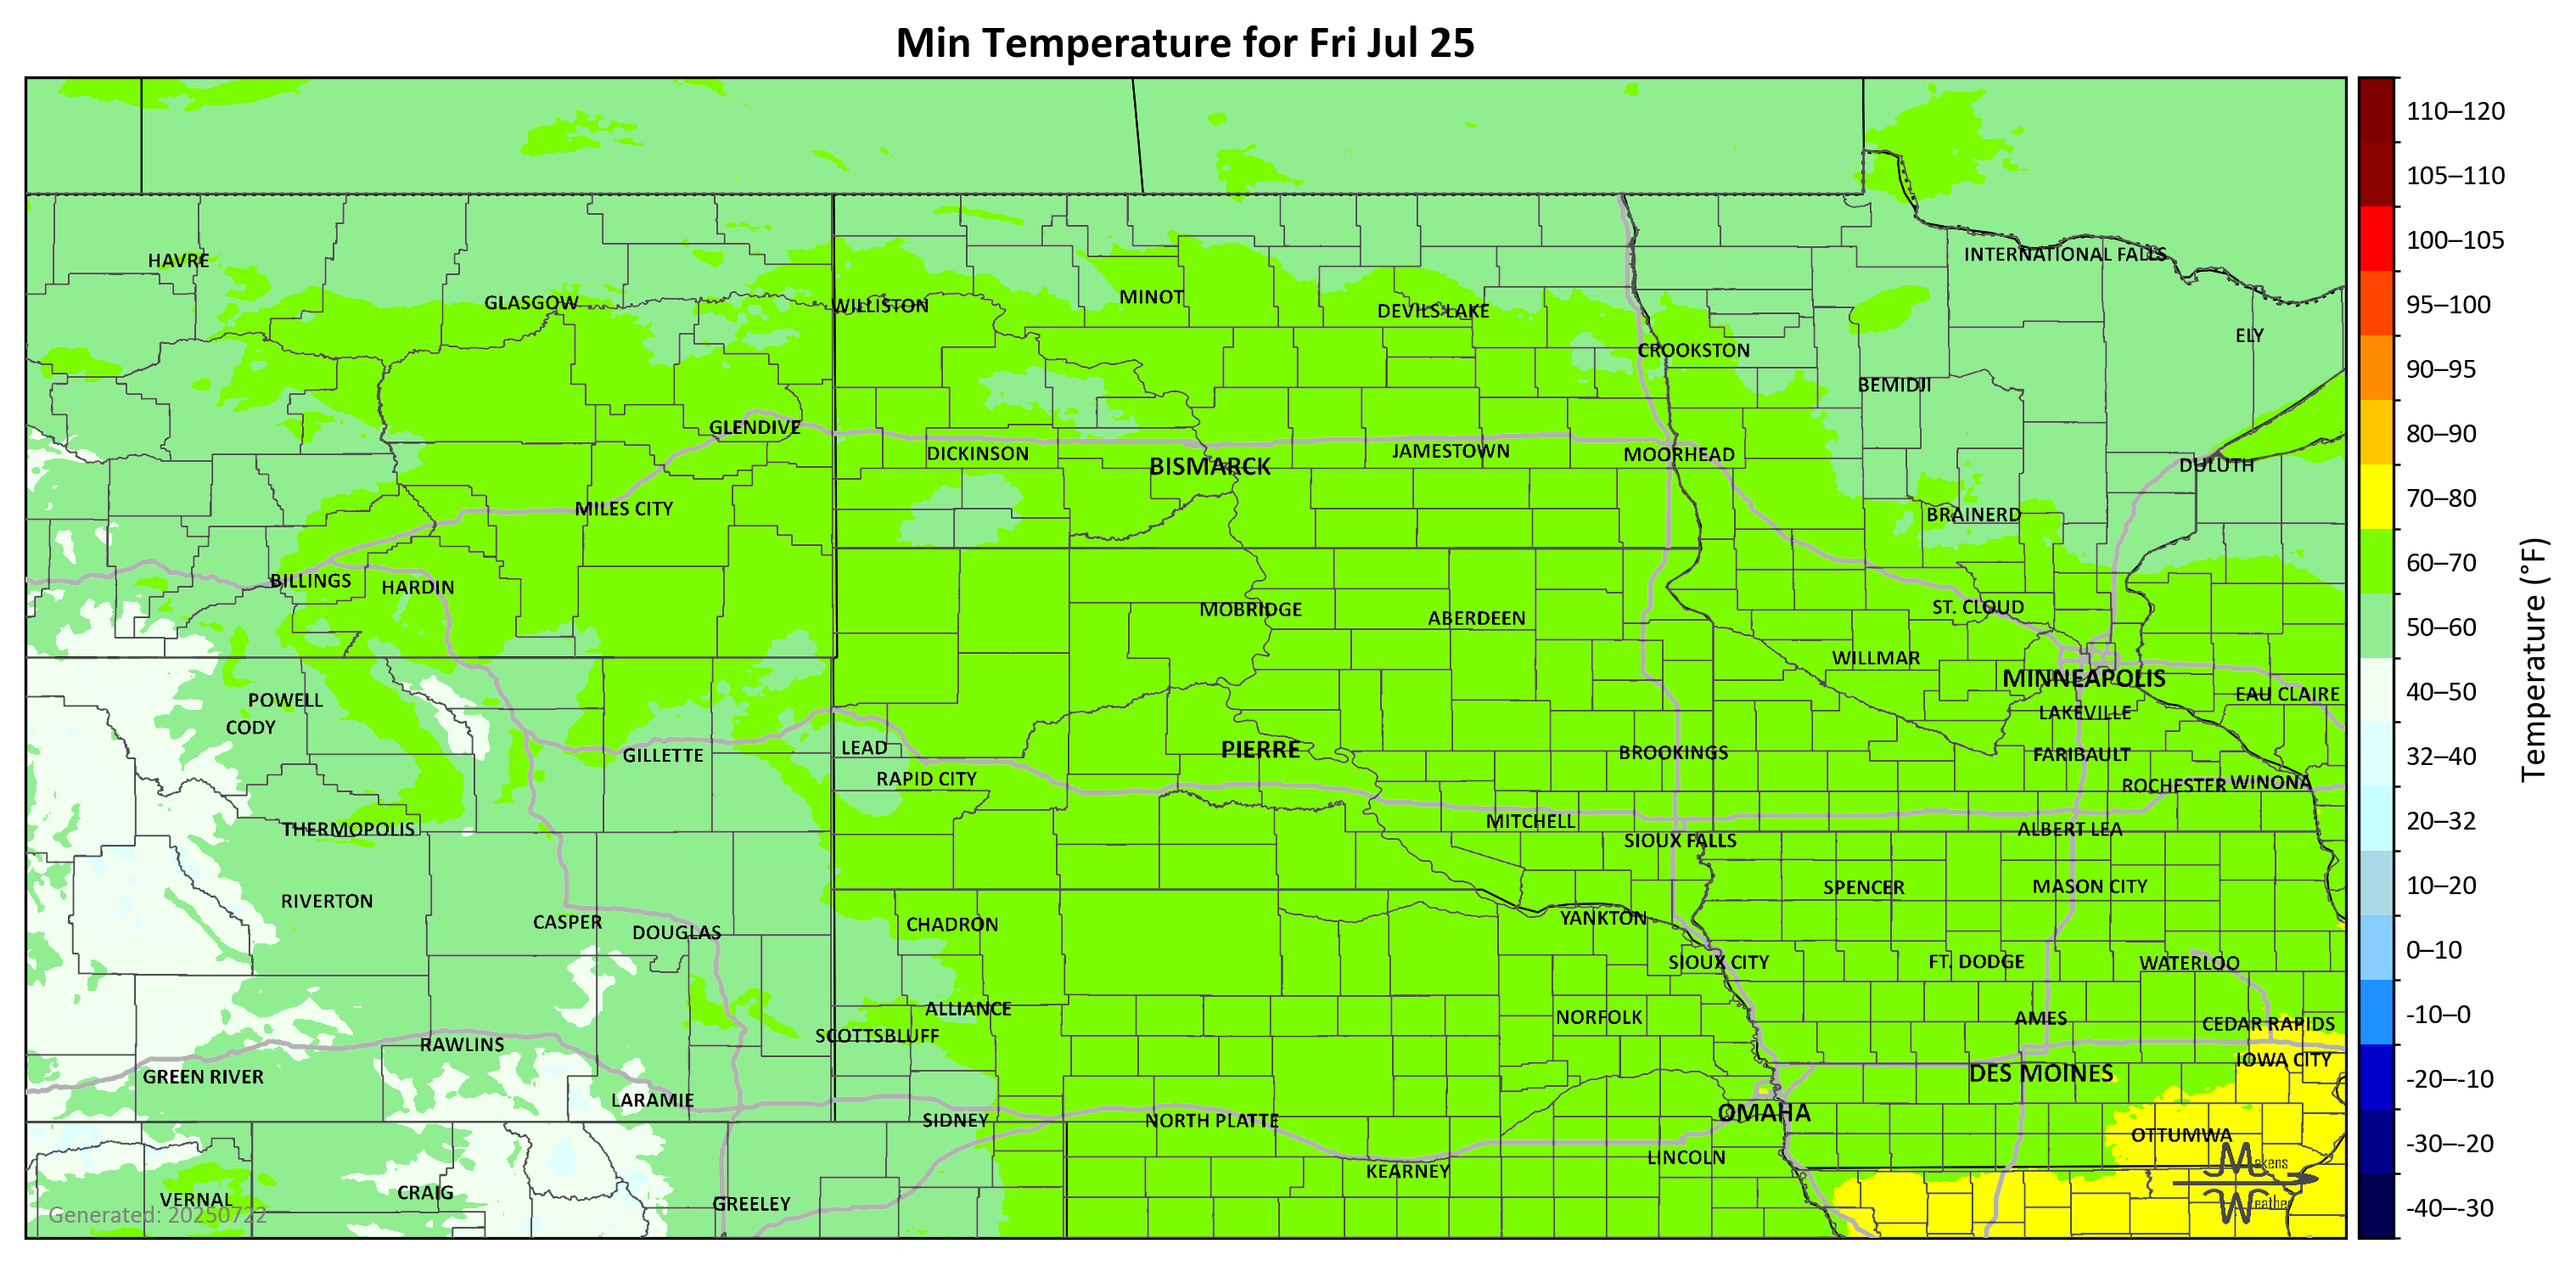 Min Temperature for Fri Jul 25
110–120
105–110
100–105
95–100
90–95
80–90
70–80
60–70
50–60
40–50
32–40
20–32
10–20
0–10
-10–0
-20–-10
-30–-20
-40–-30
Temperature (°F)
HAVRE
INTERNATIONAL FALLS
GLASGOW
WILLISTON
MINOT
DEVILS LAKE
ELY
CROOKSTON
BEMIDJI
GLENDIVE
DICKINSON
BISMARCK
JAMESTOWN
MOORHEAD
DULUTH
MILES CITY
BRAINERD
BILLINGS
HARDIN
MOBRIDGE
ABERDEEN
ST. CLOUD
WILLMAR
MINNEAPOLIS
EAU CLAIRE
POWELL
CODY
LAKEVILLE
GILLETTE
LEAD
PIERRE
BROOKINGS
FARIBAULT
RAPID CITY
ROCHESTER
WINONA
THERMOPOLIS
MITCHELL
SIOUX FALLS
ALBERT LEA
RIVERTON
SPENCER
MASON CITY
CASPER
DOUGLAS
CHADRON
YANKTON
SIOUX CITY
FT. DODGE
WATERLOO
ALLIANCE
NORFOLK
AMES
CEDAR RAPIDS
SCOTTSBLUFF
RAWLINS
IOWA CITY
GREEN RIVER
DES MOINES
LARAMIE
SIDNEY
NORTH PLATTE
OMAHA
OTTUMWA
LINCOLN
KEARNEY
VERNAL
CRAIG
GREELEY
Makens
Weather
Generated: 20250722